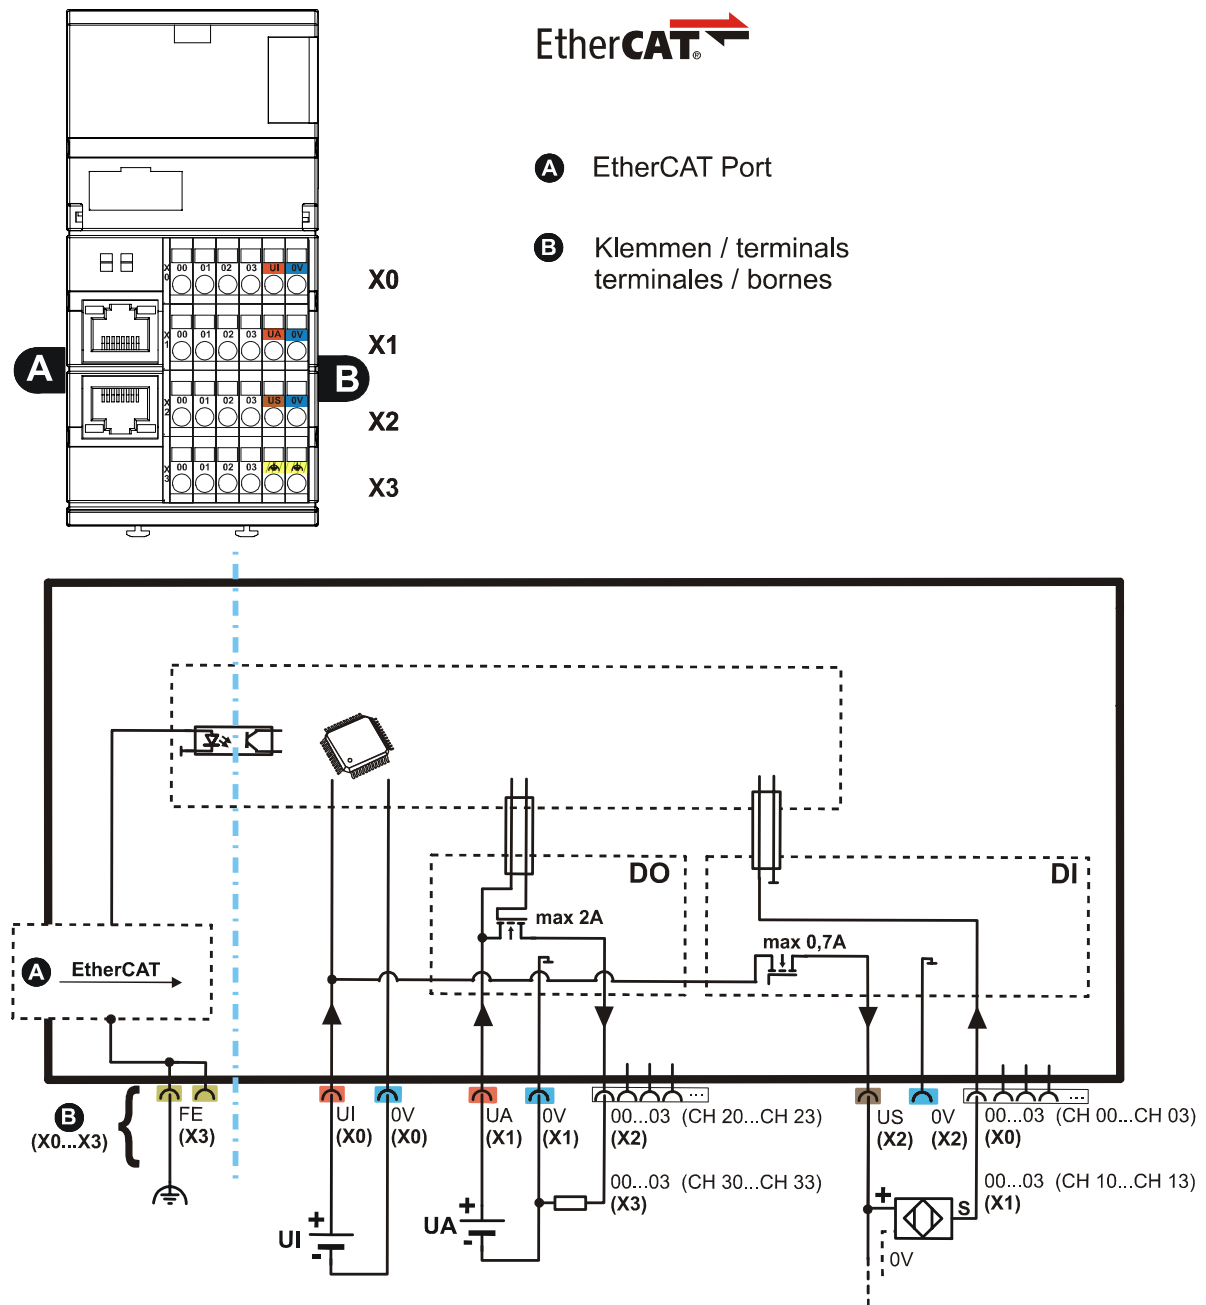 EtherCAT®
A EtherCAT Port
B Klemmen / terminals
terminales / bornes
X0 00 01 02 03 UI 0V X0
X1 00 01 02 03 UA 0V X1
A B
X2 00 01 02 03 US 0V X2
X3 00 01 02 03 X3
DO DI
max 2A
max 0,7A
A EtherCAT
B
(X0...X3)
FE
(X3)
UI
(X0)
0V
(X0)
UA
(X1)
0V
(X1)
00...03 (CH 20...CH 23)
(X2)
00...03 (CH 30...CH 33)
(X3)
US
(X2)
0V
(X2)
00...03 (CH 00...CH 03)
(X0)
00...03 (CH 10...CH 13)
(X1)
...
...
+
UI
-
+
UA
-
+
S
0V